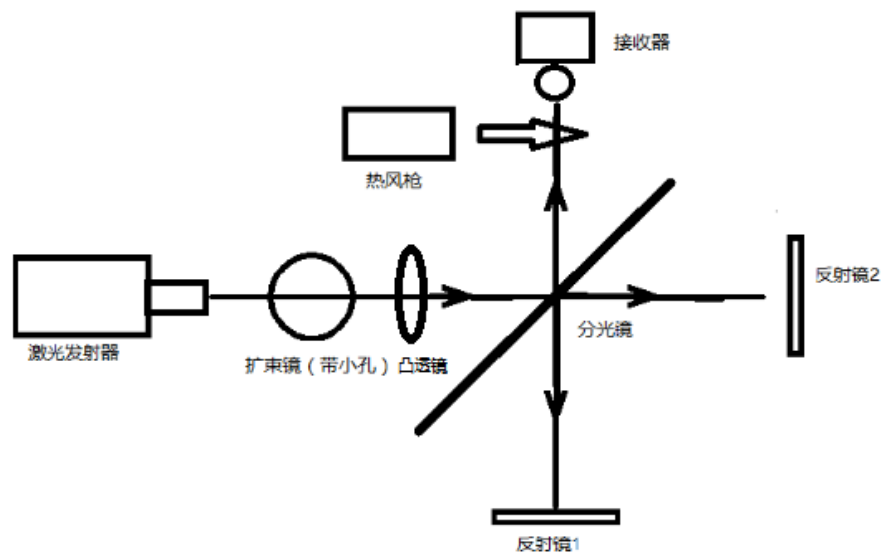 接收器
热风枪
反射镜2
分光镜
激光发射器
扩束镜（带小孔）
凸透镜
反射镜1